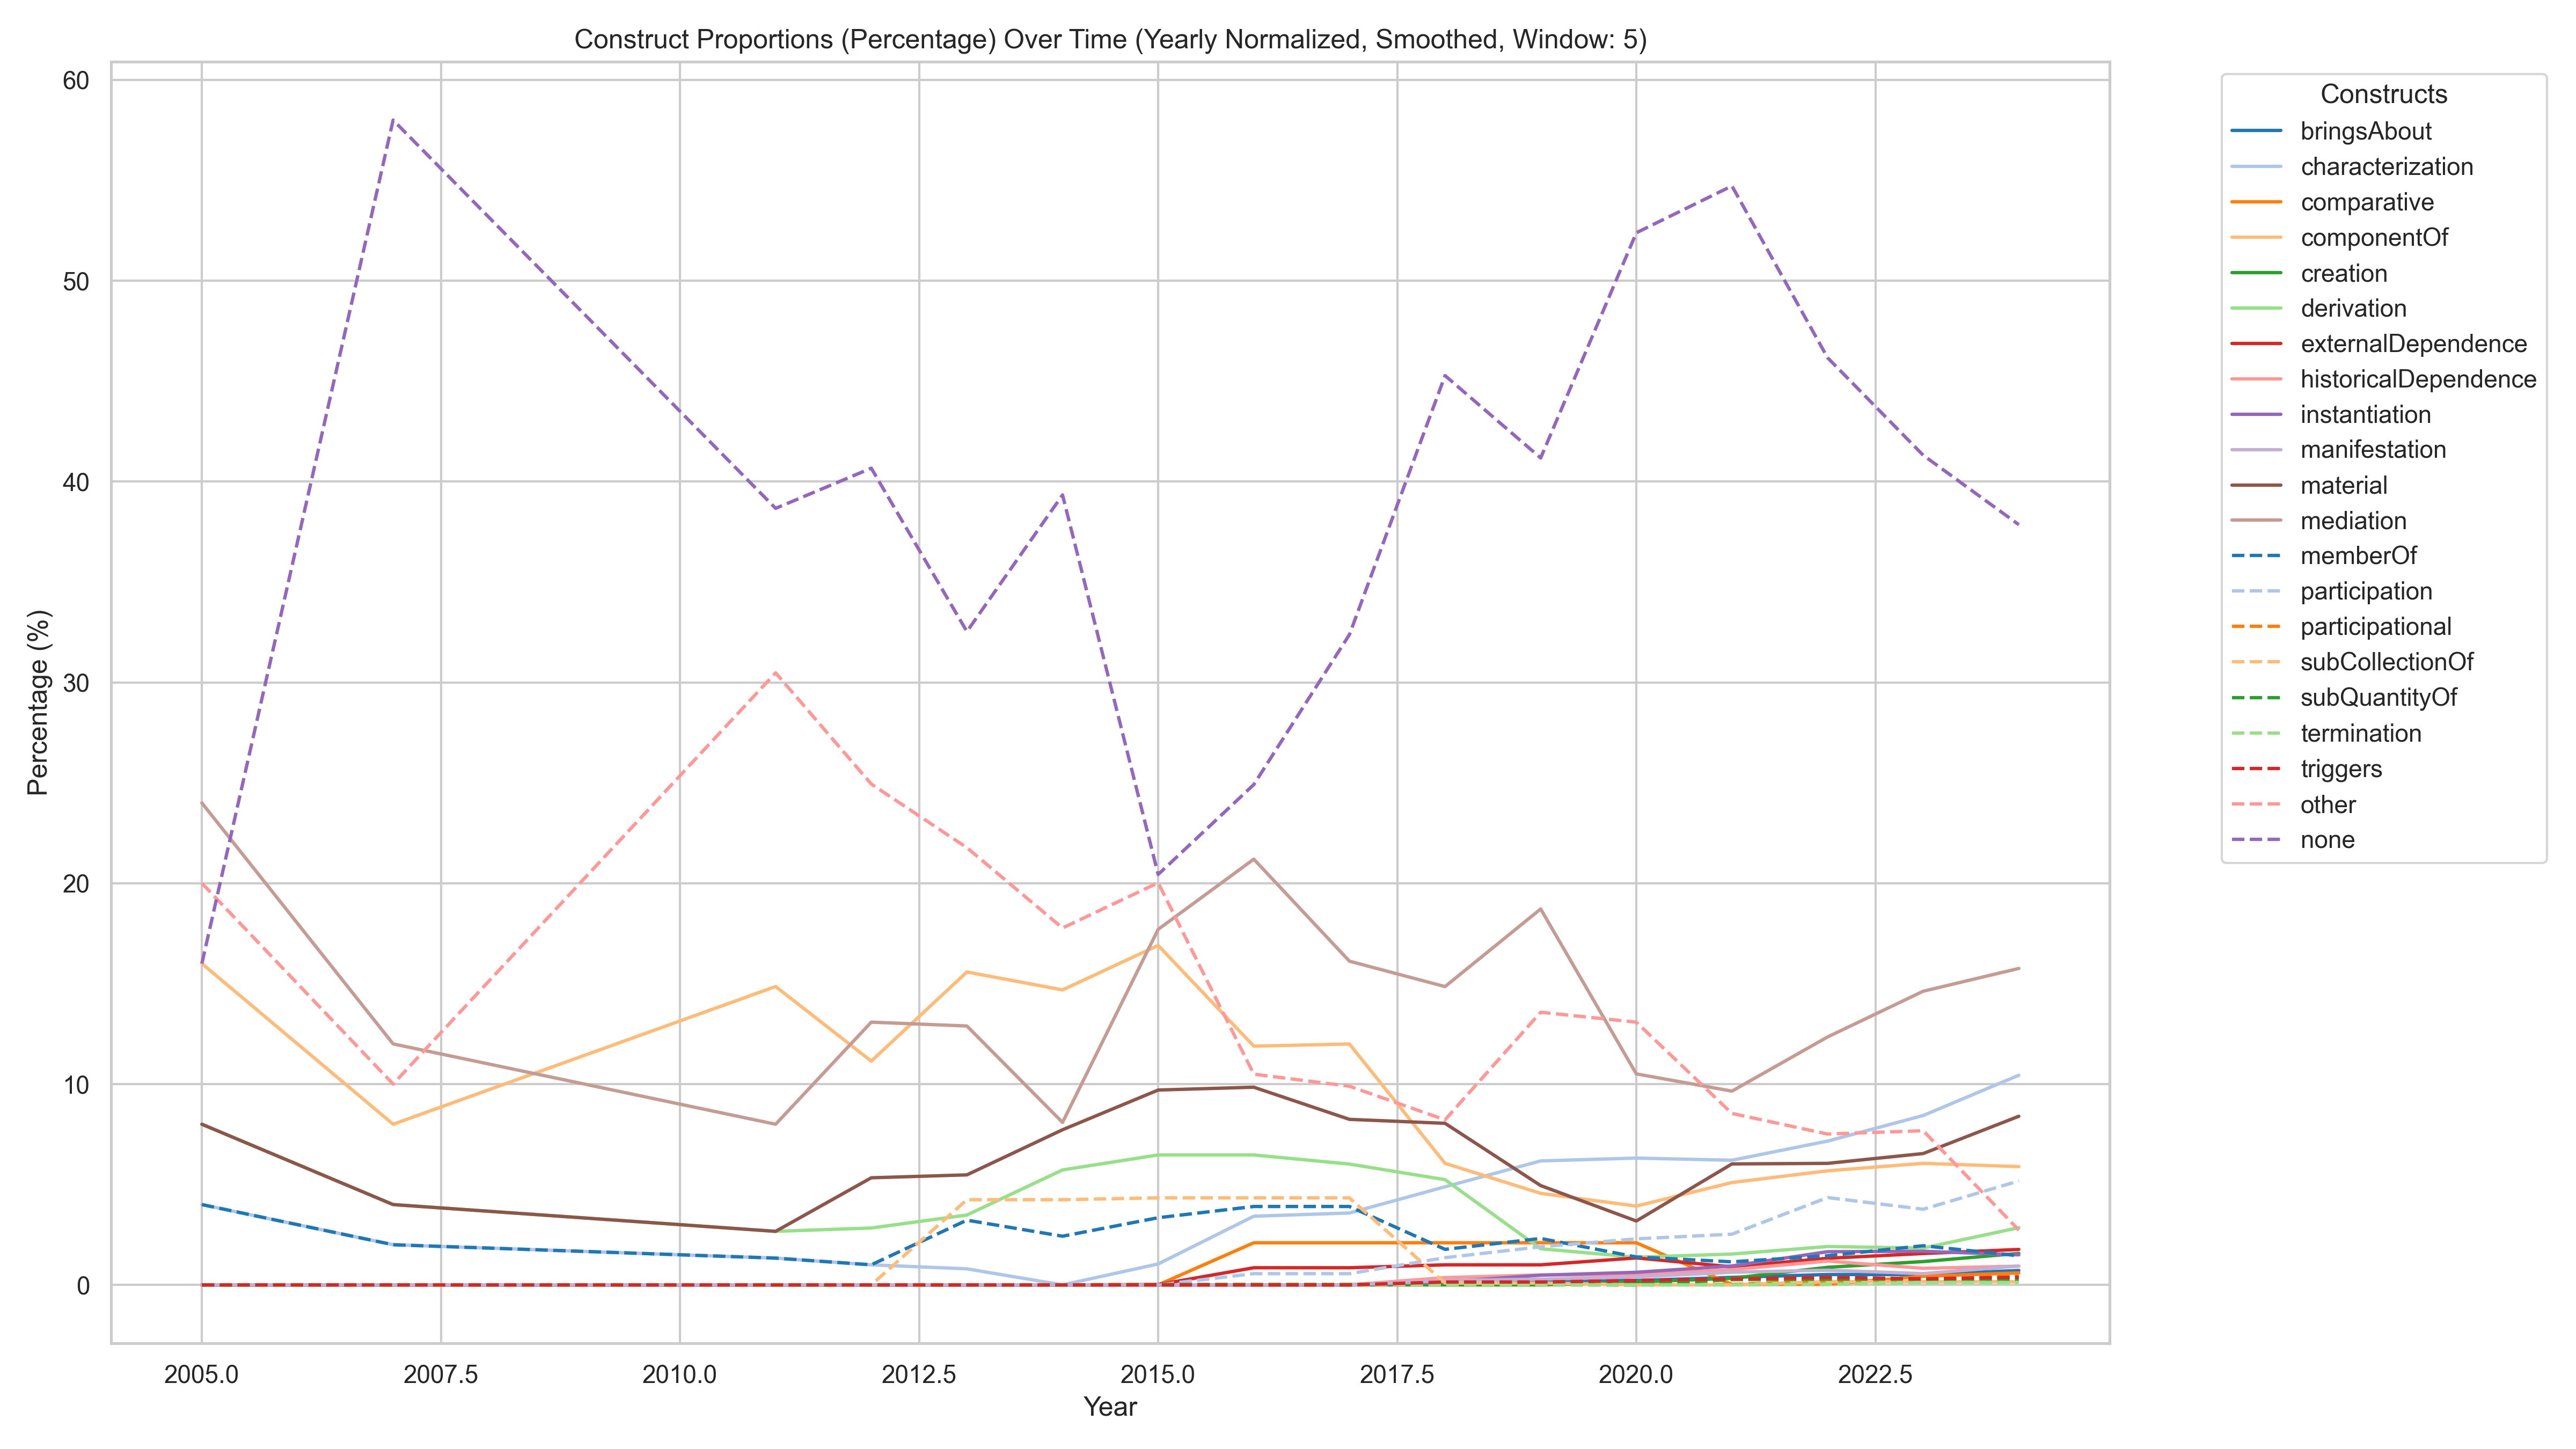 Construct Proportions (Percentage) Over Time (Yearly Normalized, Smoothed, Window: 5)
60
50
40
30
20
10
0
Percentage (%)
2005.0
2007.5
2010.0
2012.5
2015.0
2017.5
2020.0
2022.5
Year
Constructs
bringsAbout
characterization
comparative
componentOf
creation
derivation
externalDependence
historicalDependence
instantiation
manifestation
material
mediation
memberOf
participation
participational
subCollectionOf
subQuantityOf
termination
triggers
other
none